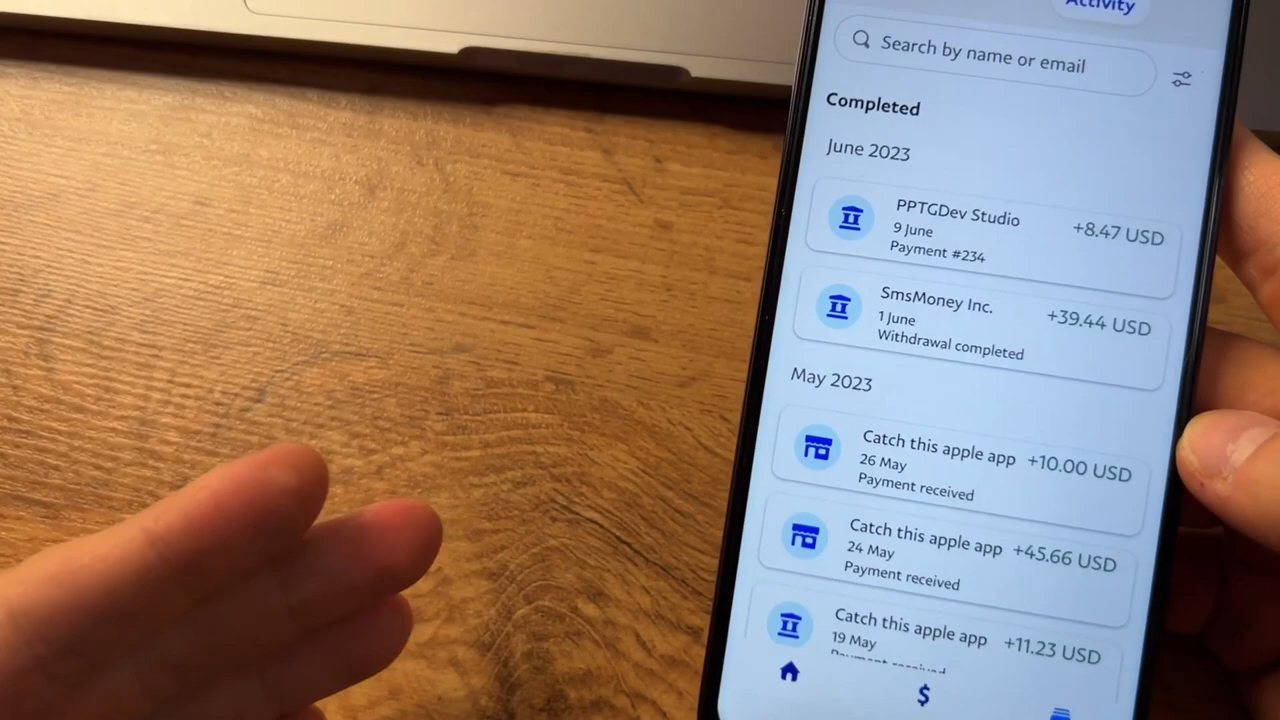 Activity
Search by name or email
Completed
June 2023
PPTGDev Studio
+8.47 USD
9 June
Payment #234
SmsMoney Inc.
+39.44 USD
1 June
Withdrawal completed
May 2023
Catch this apple app
+10.00 USD
26 May
Payment received
Catch this apple app
+45.66 USD
24 May
Payment received
Catch this apple app
+11.23 USD
19 May
Payment received
$